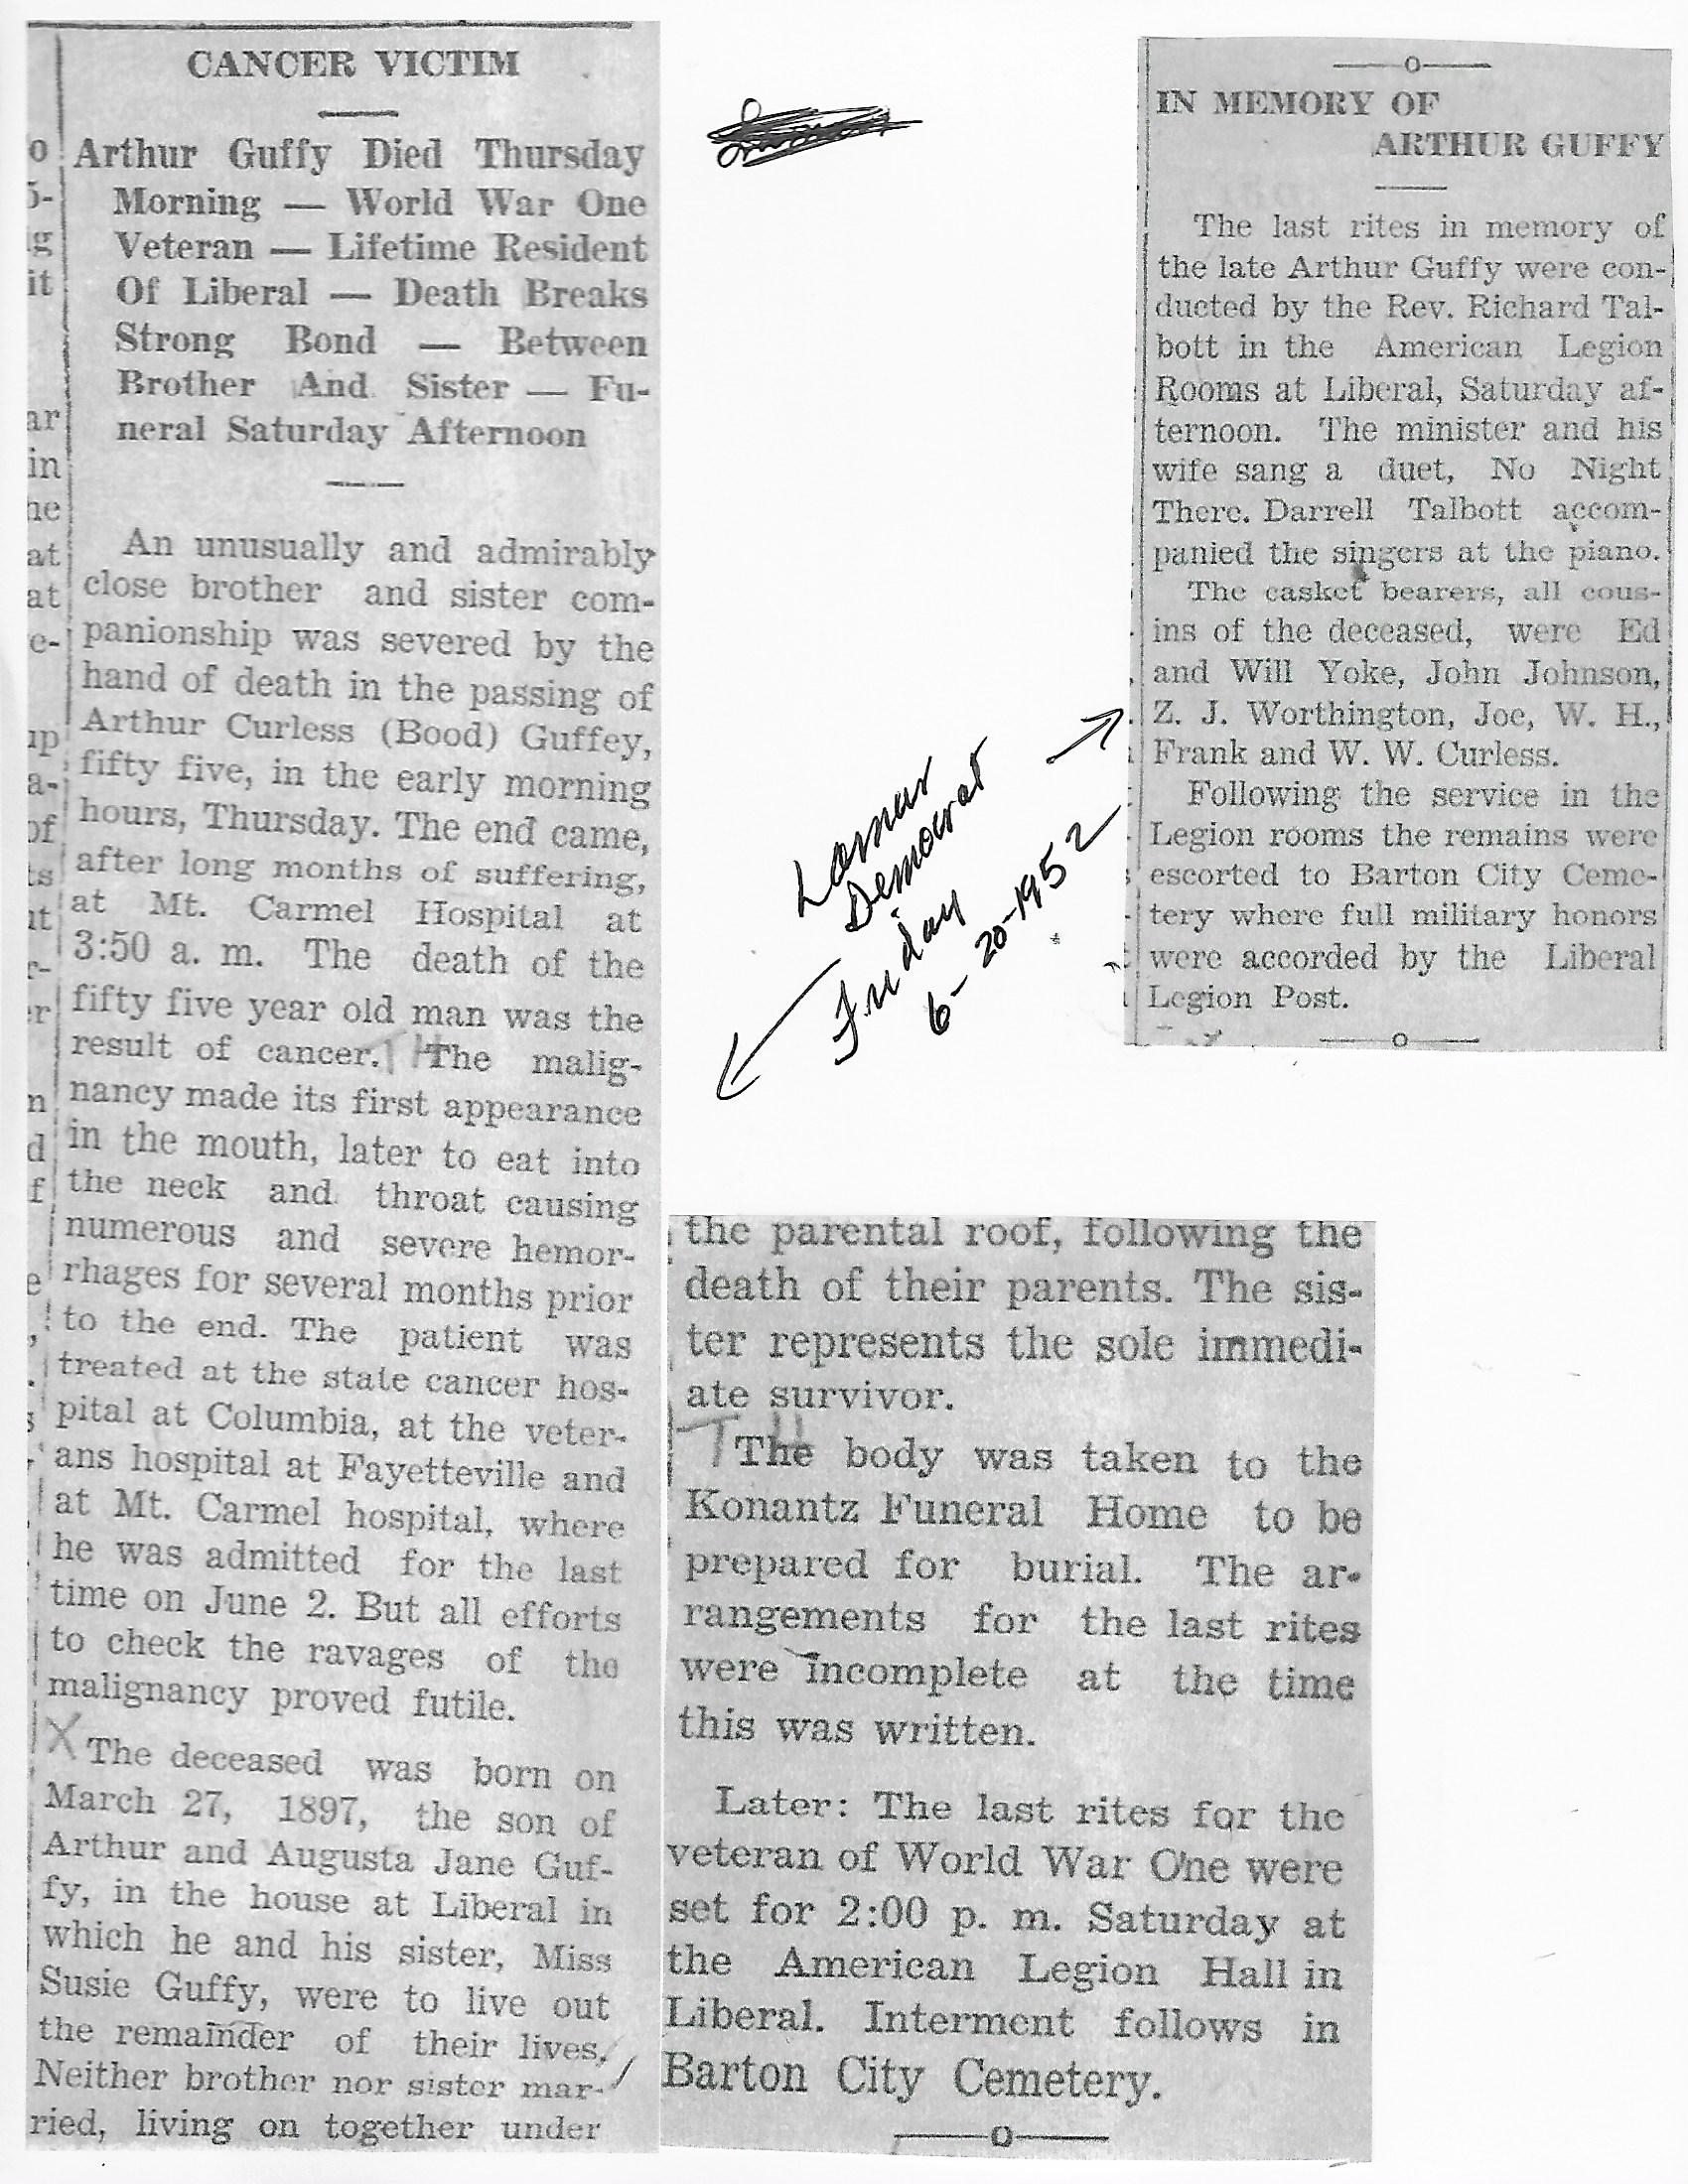 CANCER VICTIM
Arthur Guffy Died Thursday
Morning — World War One
Veteran — Lifetime Resident
Of Liberal — Death Breaks
Strong Bond — Between
Brother And Sister — Fu-
neral Saturday Afternoon
An unusually and admirably
close brother and sister com-
panionship was severed by the
hand of death in the passing of
Arthur Curless (Bood) Guffey,
fifty five, in the early morning
hours, Thursday. The end came,
after long months of suffering,
at Mt. Carmel Hospital at
3:50 a. m. The death of the
fifty five year old man was the
result of cancer. The malig-
nancy made its first appearance
in the mouth, later to eat into
the neck and throat causing
numerous and severe hemor-
rhages for several months prior
to the end. The patient was
treated at the state cancer hos-
pital at Columbia, at the veter-
ans hospital at Fayetteville and
at Mt. Carmel hospital, where
he was admitted for the last
time on June 2. But all efforts
to check the ravages of the
malignancy proved futile.
X The deceased was born on
March 27, 1897, the son of
Arthur and Augusta Jane Guf-
fy, in the house at Liberal in
which he and his sister, Miss
Susie Guffy, were to live out
the remainder of their lives.
Neither brother nor sister mar-
ried, living on together under
the parental roof, following the
death of their parents. The sis-
ter represents the sole immedi-
ate survivor.
The body was taken to the
Konantz Funeral Home to be
prepared for burial. The ar-
rangements for the last rites
were incomplete at the time
this was written.
Later: The last rites for the
veteran of World War One were
set for 2:00 p. m. Saturday at
the American Legion Hall in
Liberal. Interment follows in
Barton City Cemetery.
Lamar
Democrat
Friday
6-20-1952
IN MEMORY OF
ARTHUR GUFFY
The last rites in memory of
the late Arthur Guffy were con-
ducted by the Rev. Richard Tal-
bott in the American Legion
Rooms at Liberal, Saturday af-
ternoon. The minister and his
wife sang a duet, No Night
There. Darrell Talbott accom-
panied the singers at the piano.
The casket bearers, all cous-
ins of the deceased, were Ed
and Will Yoke, John Johnson,
Z. J. Worthington, Joe, W. H.,
Frank and W. W. Curless.
Following the service in the
Legion rooms the remains were
escorted to Barton City Ceme-
tery where full military honors
were accorded by the Liberal
Legion Post.